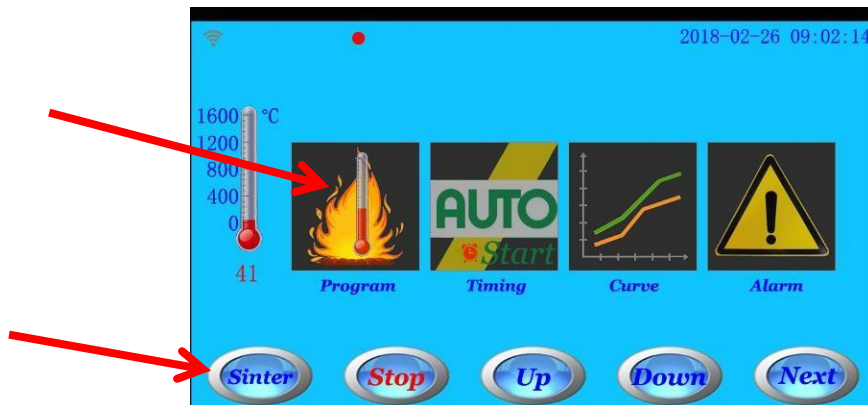 2018-02-26 09:02:14
1600 ℃
1200
800
400
0
41
AUTO
Start
Program Timing Curve Alarm
Sinter Stop Up Down Next